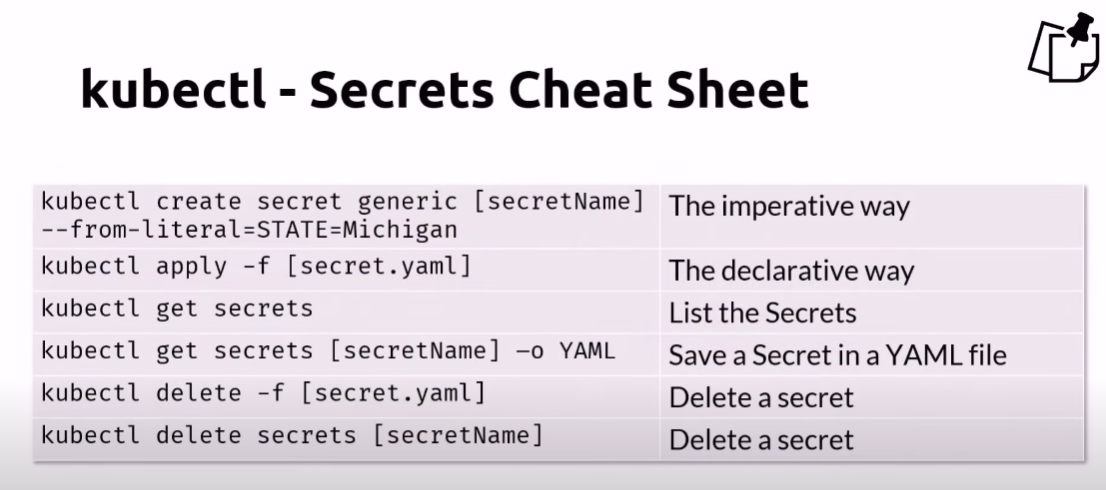 kubectl - Secrets Cheat Sheet
kubectl create secret generic [secretName]
--from-literal=STATE=Michigan
The imperative way
kubectl apply -f [secret.yaml]
The declarative way
kubectl get secrets
List the Secrets
kubectl get secrets [secretName] –o YAML
Save a Secret in a YAML file
kubectl delete -f [secret.yaml]
Delete a secret
kubectl delete secrets [secretName]
Delete a secret